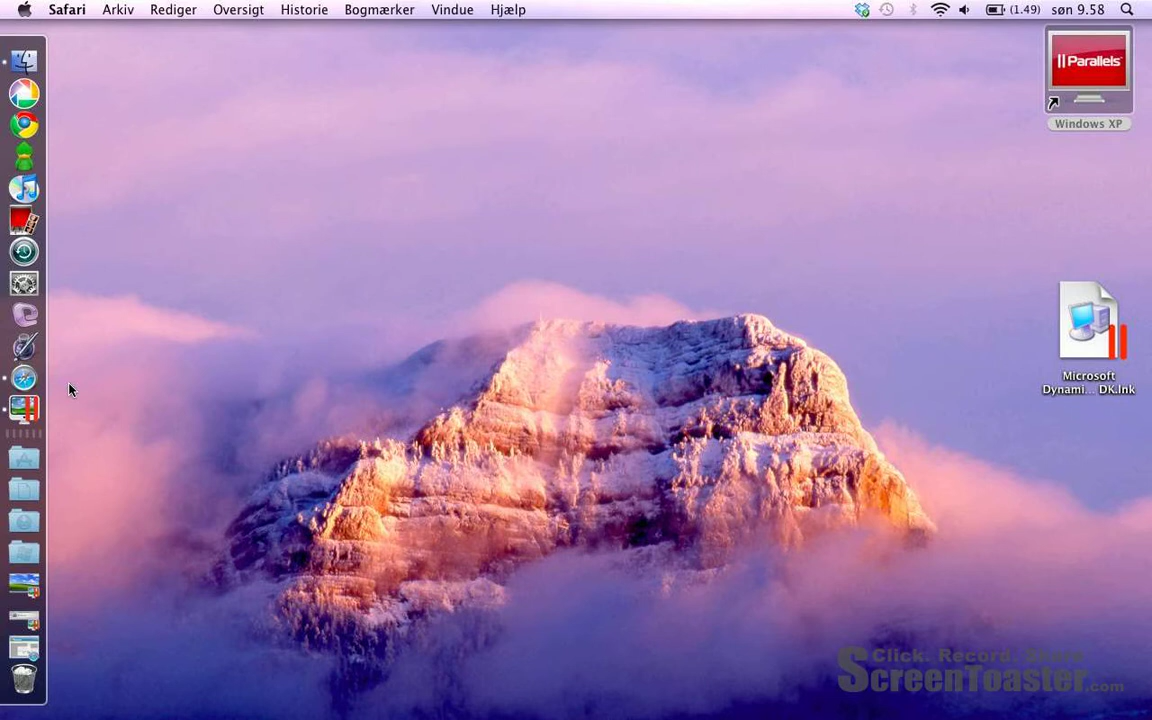 Safari Arkiv Rediger Oversigt Historie Bogmærker Vindue Hjælp (1.49) søn 9.58
Parallels
Windows XP
Microsoft
Dynami... DK.lnk
Click. Record. Share
ScreenToaster.com